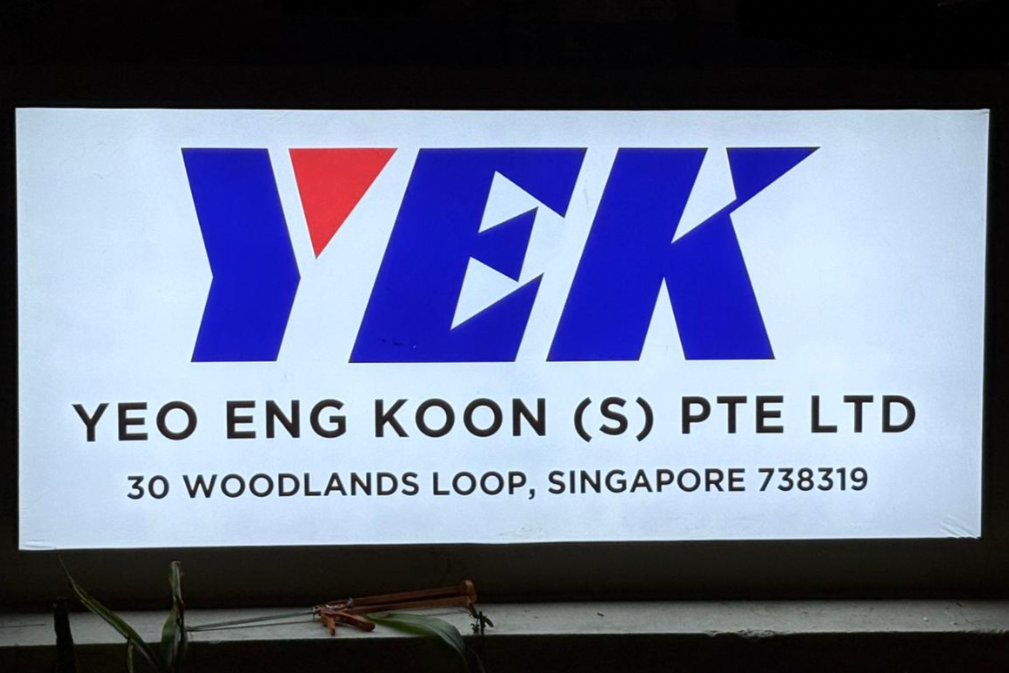 YEK
YEO ENG KOON (S) PTE LTD
30 WOODLANDS LOOP, SINGAPORE 738319